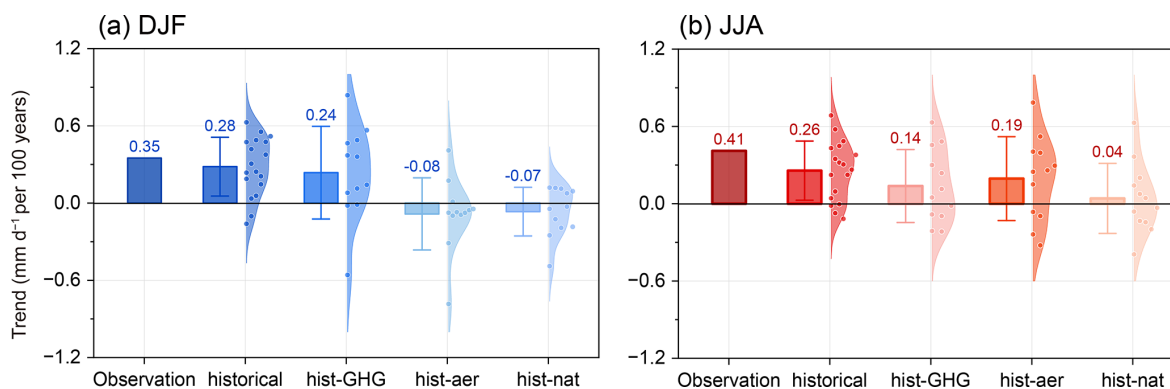 (a) DJF
Trend (mm d⁻¹ per 100 years)
1.2
0.6
0.0
−0.6
−1.2
0.35
0.28
0.24
-0.08
-0.07
Observation
historical
hist-GHG
hist-aer
hist-nat
(b) JJA
1.2
0.6
0.0
−0.6
−1.2
0.41
0.26
0.14
0.19
0.04
Observation
historical
hist-GHG
hist-aer
hist-nat